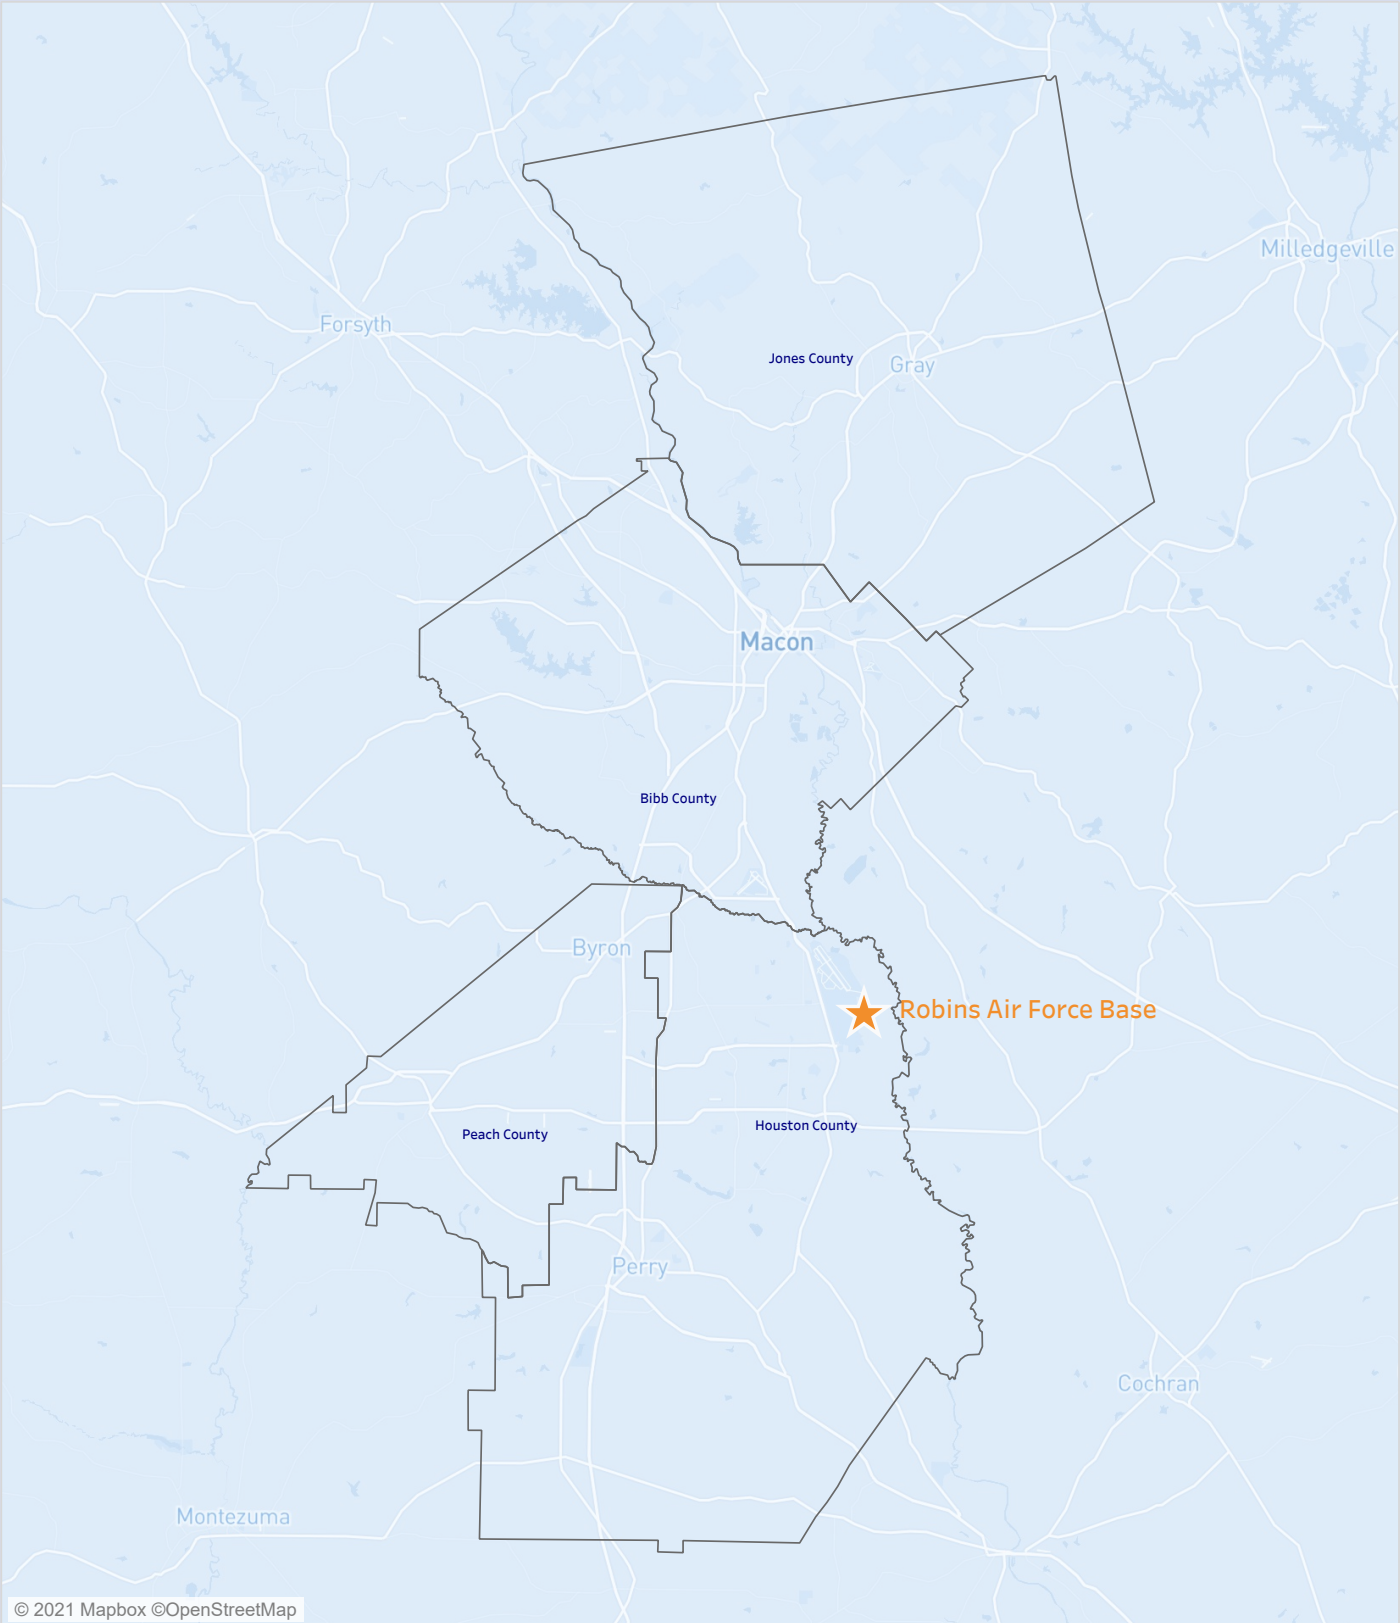 Milledgeville
Forsyth
Jones County
Gray
Macon
Bibb County
Byron
Robins Air Force Base
Houston County
Peach County
Perry
Cochran
Montezuma
© 2021 Mapbox ©OpenStreetMap